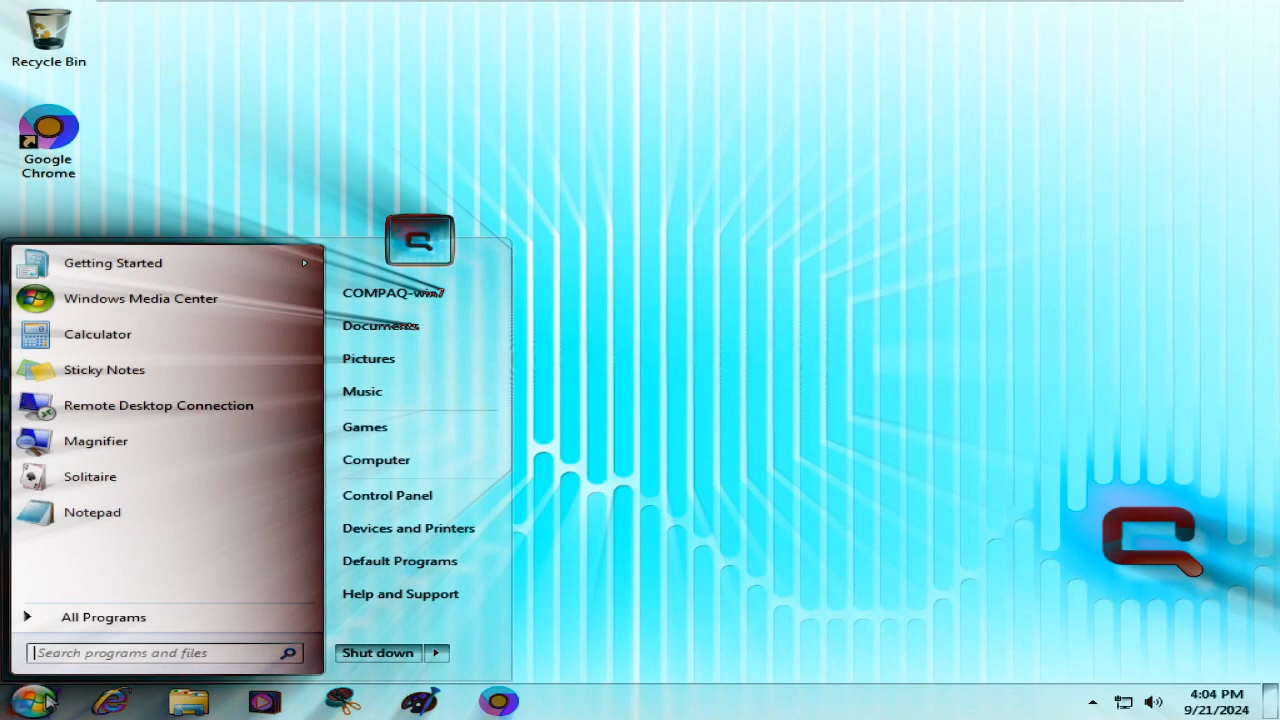 Recycle Bin
Google
Chrome
Getting Started
Windows Media Center
Calculator
Sticky Notes
Remote Desktop Connection
Magnifier
Solitaire
Notepad
All Programs
Search programs and files
COMPAQ-win7
Documents
Pictures
Music
Games
Computer
Control Panel
Devices and Printers
Default Programs
Help and Support
Shut down
4:04 PM
9/21/2024